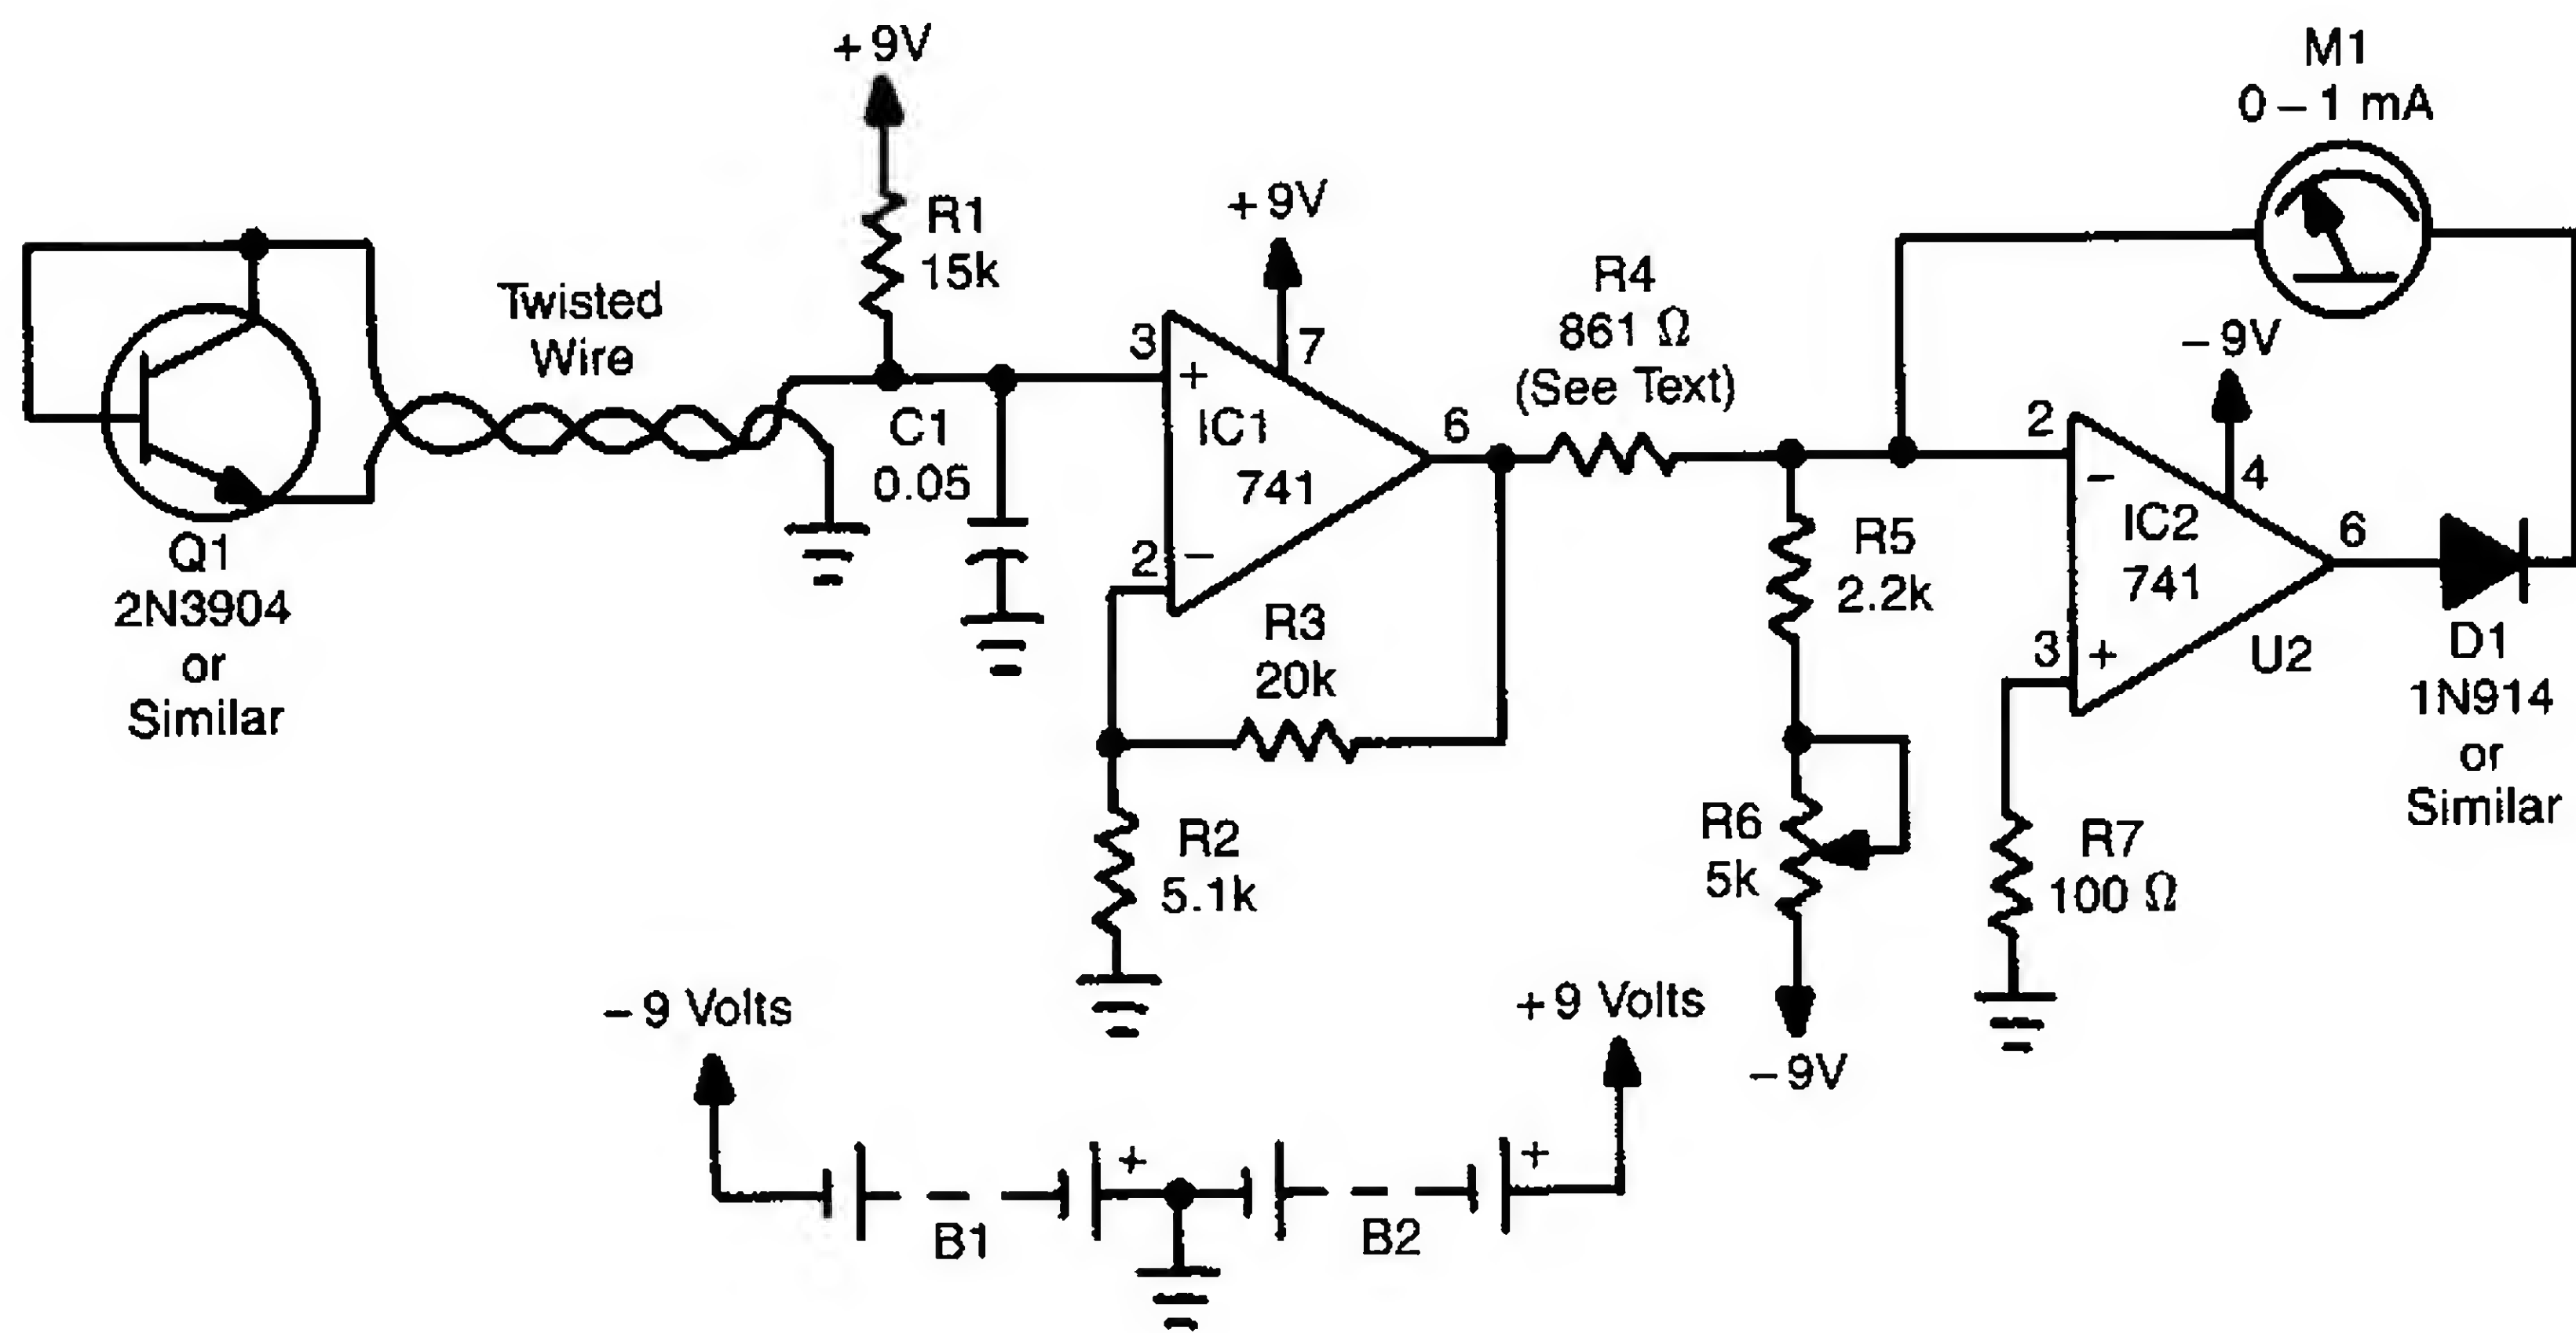 +9V
R1
15k
Twisted
Wire
Q1
2N3904
or
Similar
C1
0.05
+9V
7
3
+
IC1
741
6
2
−
R3
20k
R2
5.1k
R4
861 Ω
(See Text)
R5
2.2k
R6
5k
−9V
M1
0–1 mA
−9V
4
2
−
IC2
741
6
3
+
U2
R7
100 Ω
D1
1N914
or
Similar
−9 Volts
+
B1
+9 Volts
+
B2